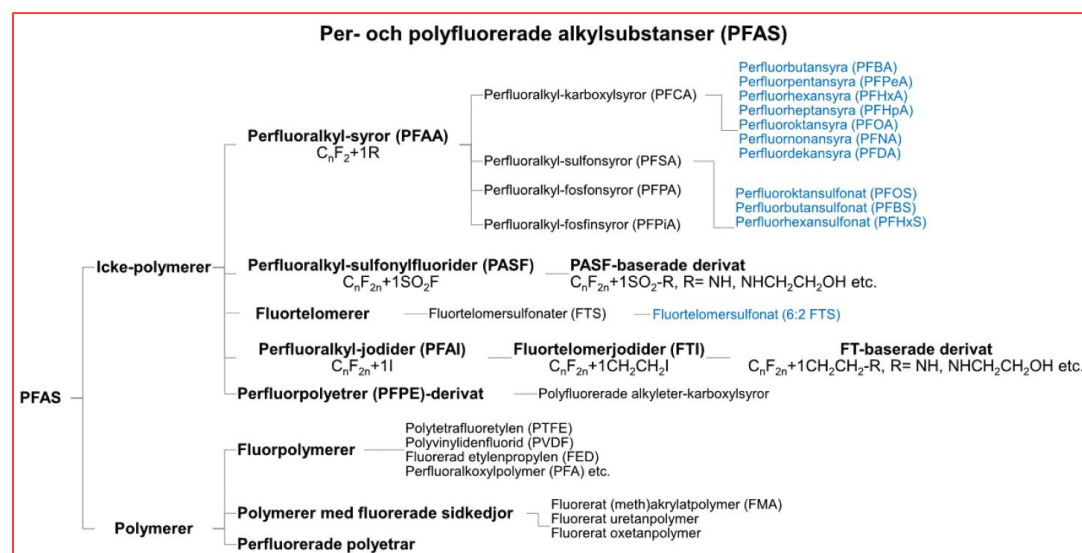 Per- och polyfluorerade alkylsubstanser (PFAS)
PFAS
Icke-polymerer
Perfluoralkyl-syror (PFAA)
CₙF₂+1R
Perfluoralkyl-karboxylsyror (PFCA)
Perfluorbutansyra (PFBA)
Perfluorpentansyra (PFPeA)
Perfluorhexansyra (PFHxA)
Perfluorheptansyra (PFHpA)
Perfluoroktansyra (PFOA)
Perfluornonansyra (PFNA)
Perfluordekansyra (PFDA)
Perfluoralkyl-sulfonsyror (PFSA)
Perfluoroktansulfonat (PFOS)
Perfluorbutansulfonat (PFBS)
Perfluorhexansulfonat (PFHxS)
Perfluoralkyl-fosfonsyror (PFPA)
Perfluoralkyl-fosfinsyror (PFPiA)
Perfluoralkyl-sulfonylfluorider (PASF)
CₙF₂ₙ+1SO₂F
PASF-baserade derivat
CₙF₂ₙ+1SO₂-R, R= NH, NHCH₂CH₂OH etc.
Fluortelomerer
Fluortelomersulfonater (FTS)
Fluortelomersulfonat (6:2 FTS)
Perfluoralkyl-jodider (PFAI)
CₙF₂ₙ+1I
Fluortelomerjodider (FTI)
CₙF₂ₙ+1CH₂CH₂I
FT-baserade derivat
CₙF₂ₙ+1CH₂CH₂-R, R= NH, NHCH₂CH₂OH etc.
Perfluorpolyetrer (PFPE)-derivat
Polyfluorerade alkyleter-karboxylsyror
Polymerer
Fluorpolymerer
Polytetrafluoretylen (PTFE)
Polyvinylidenfluorid (PVDF)
Fluorerad etylenpropylen (FED)
Perfluoralkoxylpolymer (PFA) etc.
Polymerer med fluorerade sidkedjor
Fluorerat (meth)akrylatpolymer (FMA)
Fluorerat uretanpolymer
Fluorerat oxetanpolymer
Perfluorerade polyetrar